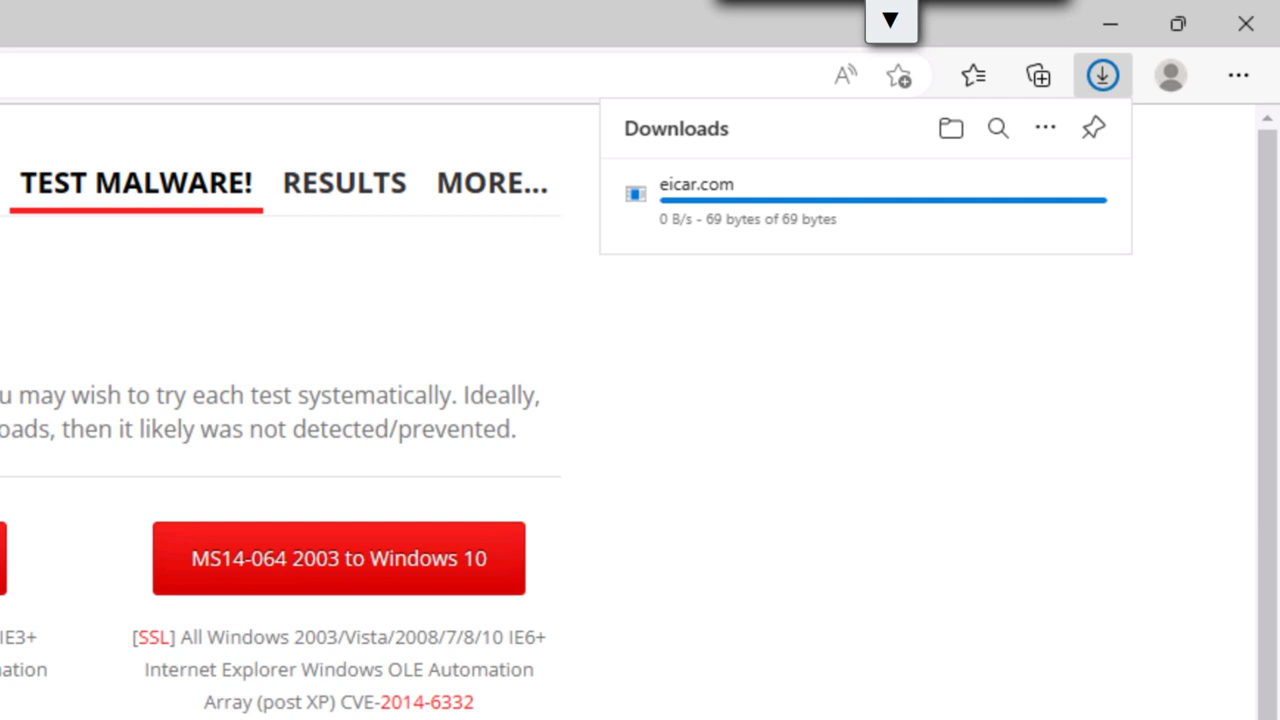 Downloads
eicar.com
0 B/s - 69 bytes of 69 bytes
TEST MALWARE! RESULTS MORE...
u may wish to try each test systematically. Ideally,
oads, then it likely was not detected/prevented.
MS14-064 2003 to Windows 10
IE3+
[SSL] All Windows 2003/Vista/2008/7/8/10 IE6+
ation
Internet Explorer Windows OLE Automation
Array (post XP) CVE-2014-6332